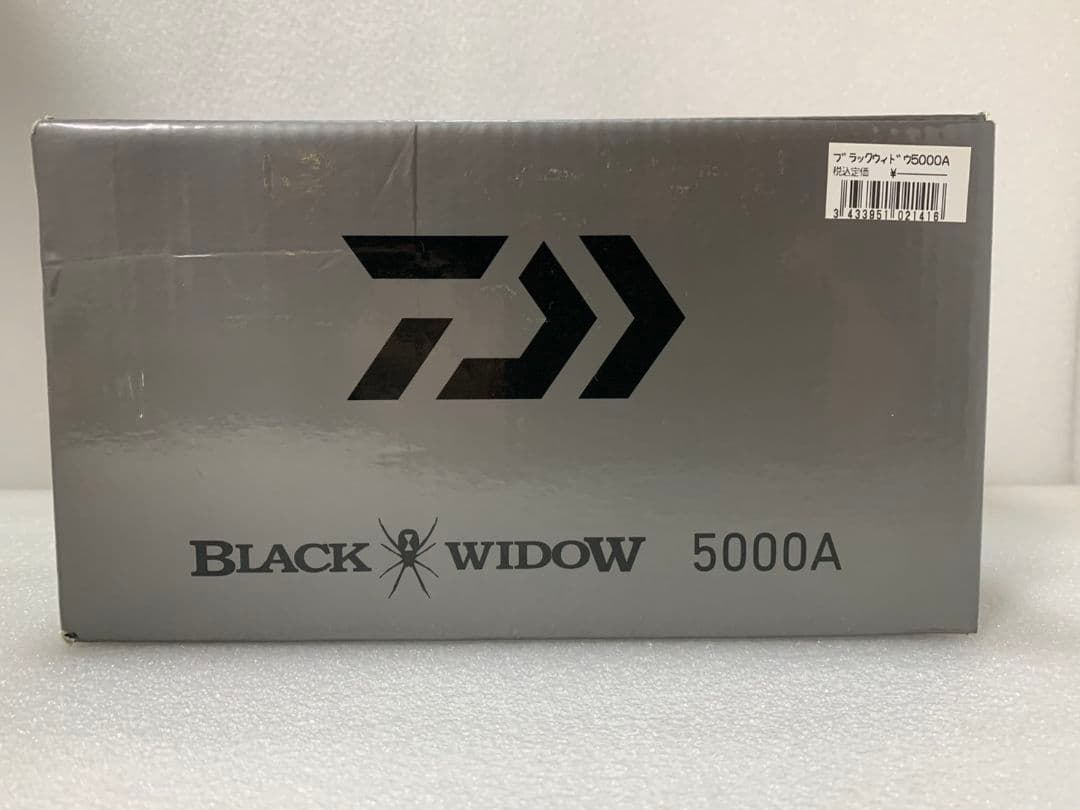 ブラックウィドウ5000A
税込定価 ¥
3 433951 021416
BLACK WIDOW 5000A